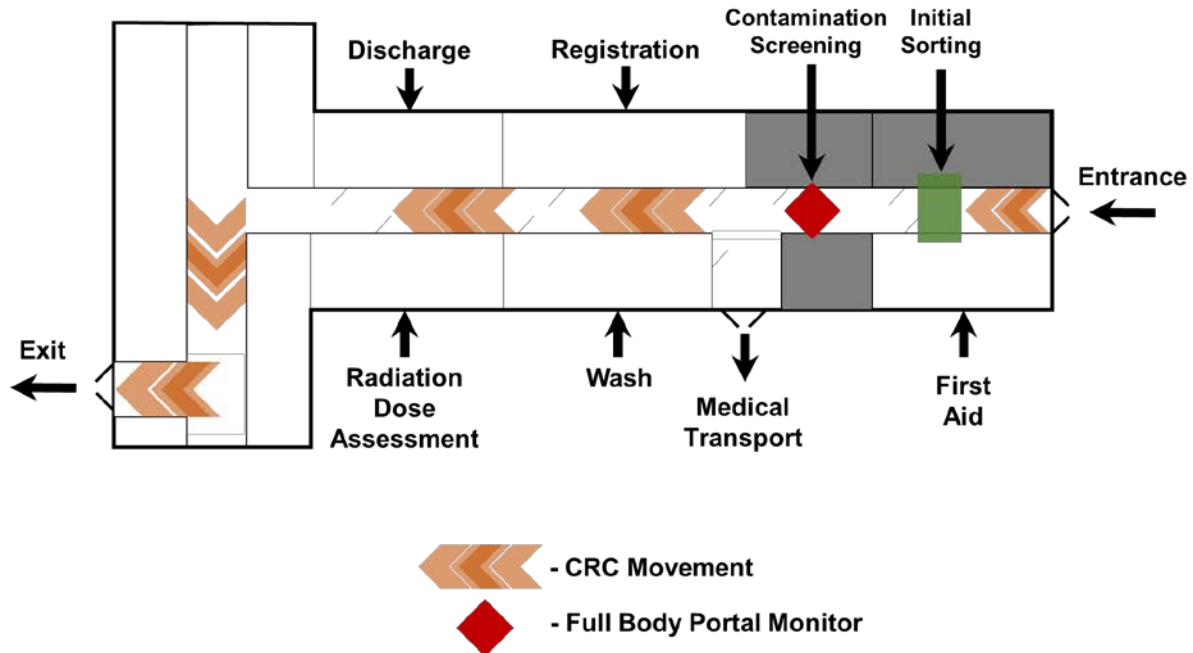 Contamination
Screening
Initial
Sorting
Discharge
Registration
Entrance
Exit
Radiation
Dose
Assessment
Wash
Medical
Transport
First
Aid
- CRC Movement
- Full Body Portal Monitor